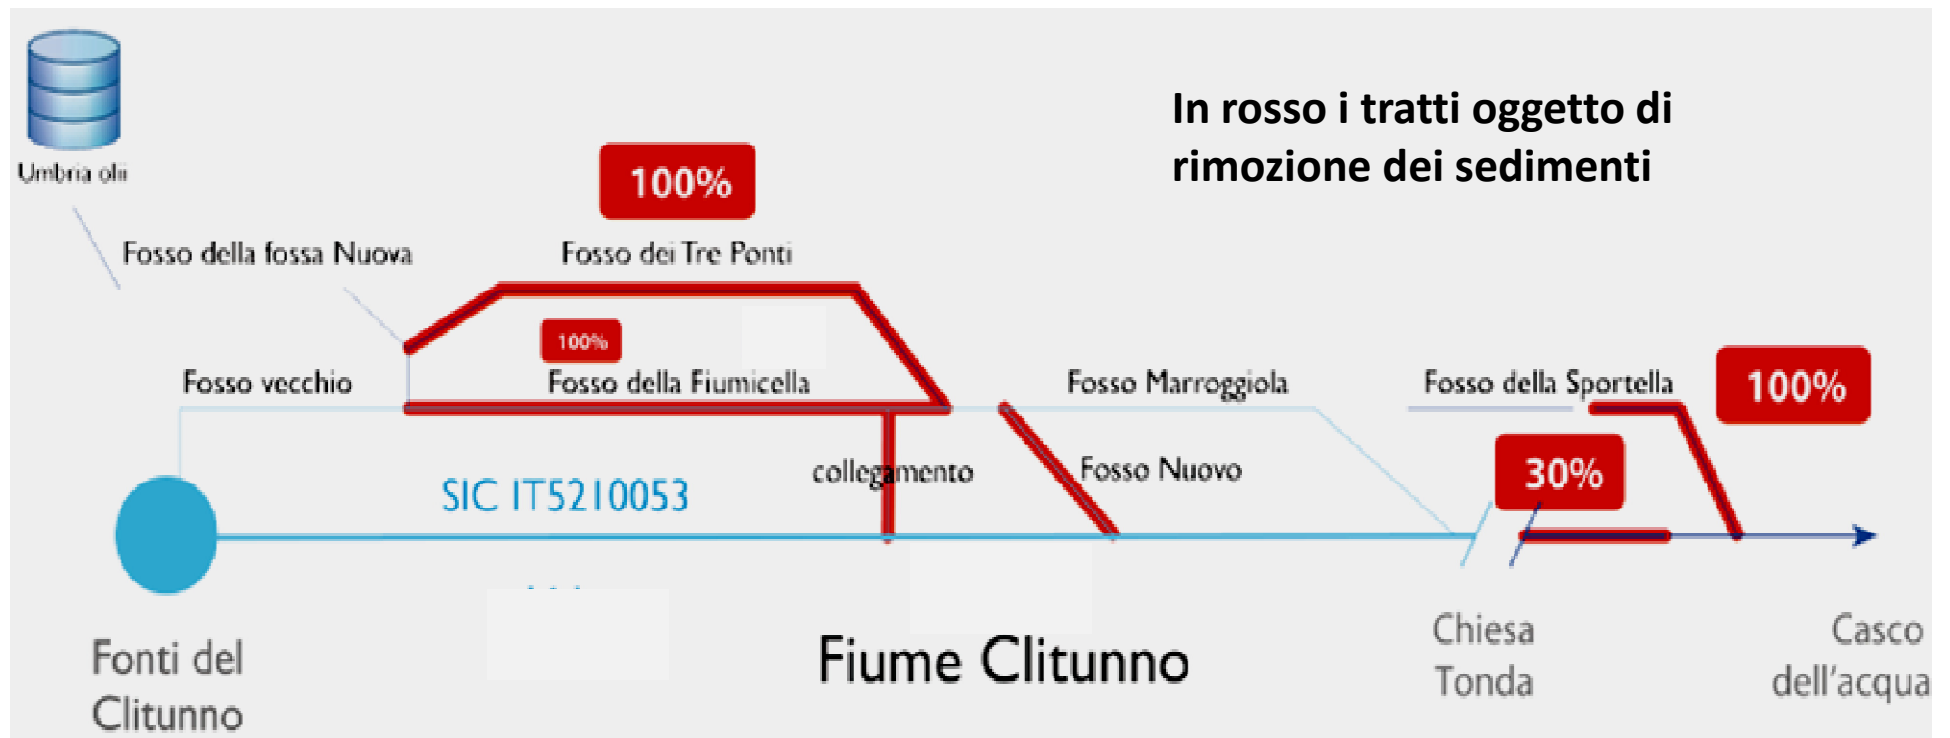 In rosso i tratti oggetto di
rimozione dei sedimenti
Umbria olii
100%
Fosso della fossa Nuova
Fosso dei Tre Ponti
100%
Fosso vecchio
Fosso della Fiumicella
Fosso Marroggiola
Fosso della Sportella
100%
collegamento
Fosso Nuovo
30%
SIC IT5210053
Fonti del
Clitunno
Fiume Clitunno
Chiesa
Tonda
Casco
dell'acqua